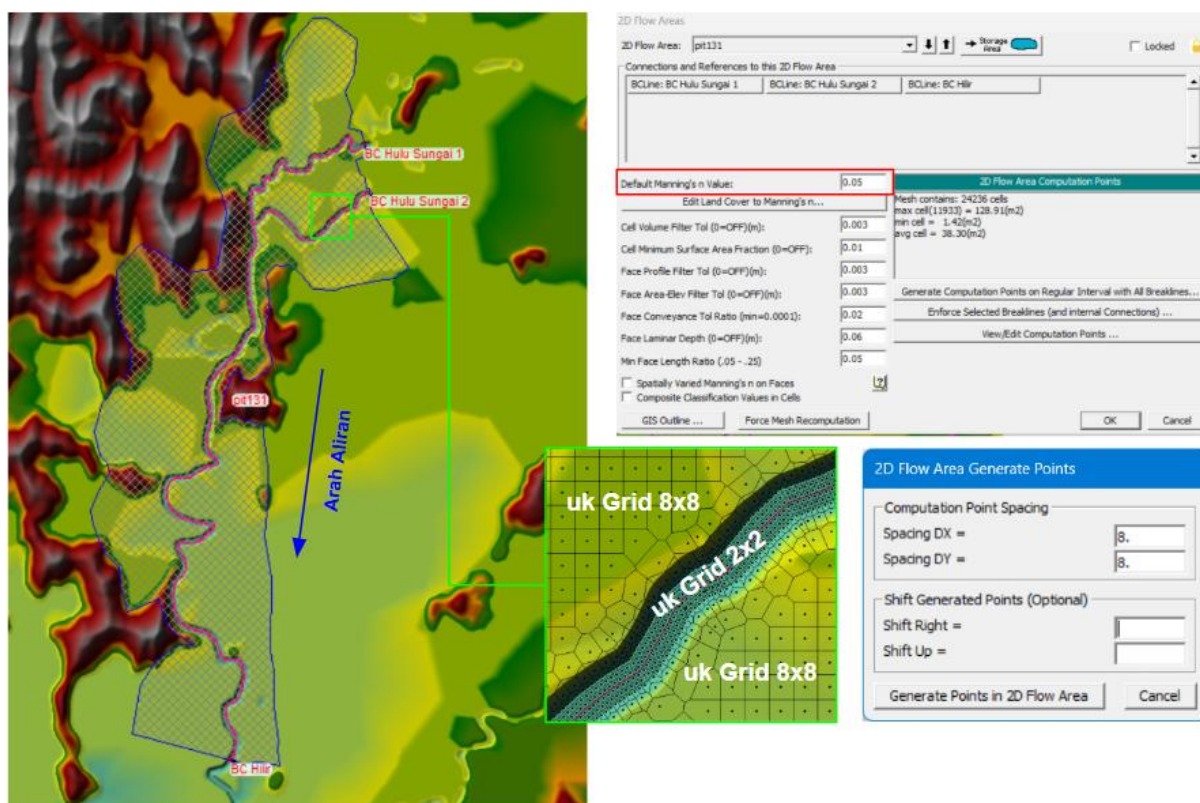 BC Hulu Sungai 1
BC Hulu Sungai 2
pit131
Arah Aliran
BC Hilir
2D Flow Areas
2D Flow Area: pit131
Storage Area
Locked
Connections and References to this 2D Flow Area
BCLine: BC Hulu Sungai 1 BCLine: BC Hulu Sungai 2 BCLine: BC Hilir
Default Manning's n Value: 0.05
Edit Land Cover to Manning's n...
Cell Volume Filter Tol (0=OFF)(m): 0.003
Cell Minimum Surface Area Fraction (0=OFF): 0.01
Face Profile Filter Tol (0=OFF)(m): 0.003
Face Area-Elev Filter Tol (0=OFF)(m): 0.003
Face Conveyance Tol Ratio (min=0.0001): 0.02
Face Laminar Depth (0=OFF)(m): 0.06
Min Face Length Ratio (.05 - .25) 0.05
Spatially Varied Manning's n on Faces
Composite Classification Values in Cells
?
2D Flow Area Computation Points
Mesh contains: 24236 cells
max cell(11933) = 128.91(m2)
min cell = 1.42(m2)
avg cell = 38.30(m2)
Generate Computation Points on Regular Interval with All Breaklines...
Enforce Selected Breaklines (and internal Connections) ...
View/Edit Computation Points ...
GIS Outline ... Force Mesh Recomputation OK Cancel
uk Grid 8x8
uk Grid 2x2
uk Grid 8x8
2D Flow Area Generate Points
Computation Point Spacing
Spacing DX = 8.
Spacing DY = 8.
Shift Generated Points (Optional)
Shift Right =
Shift Up =
Generate Points in 2D Flow Area Cancel